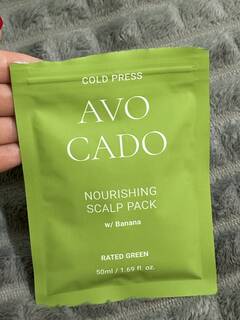 COLD PRESS
AVO
CADO
NOURISHING
SCALP PACK
w/ Banana
RATED GREEN
50ml / 1.69 fl. oz.